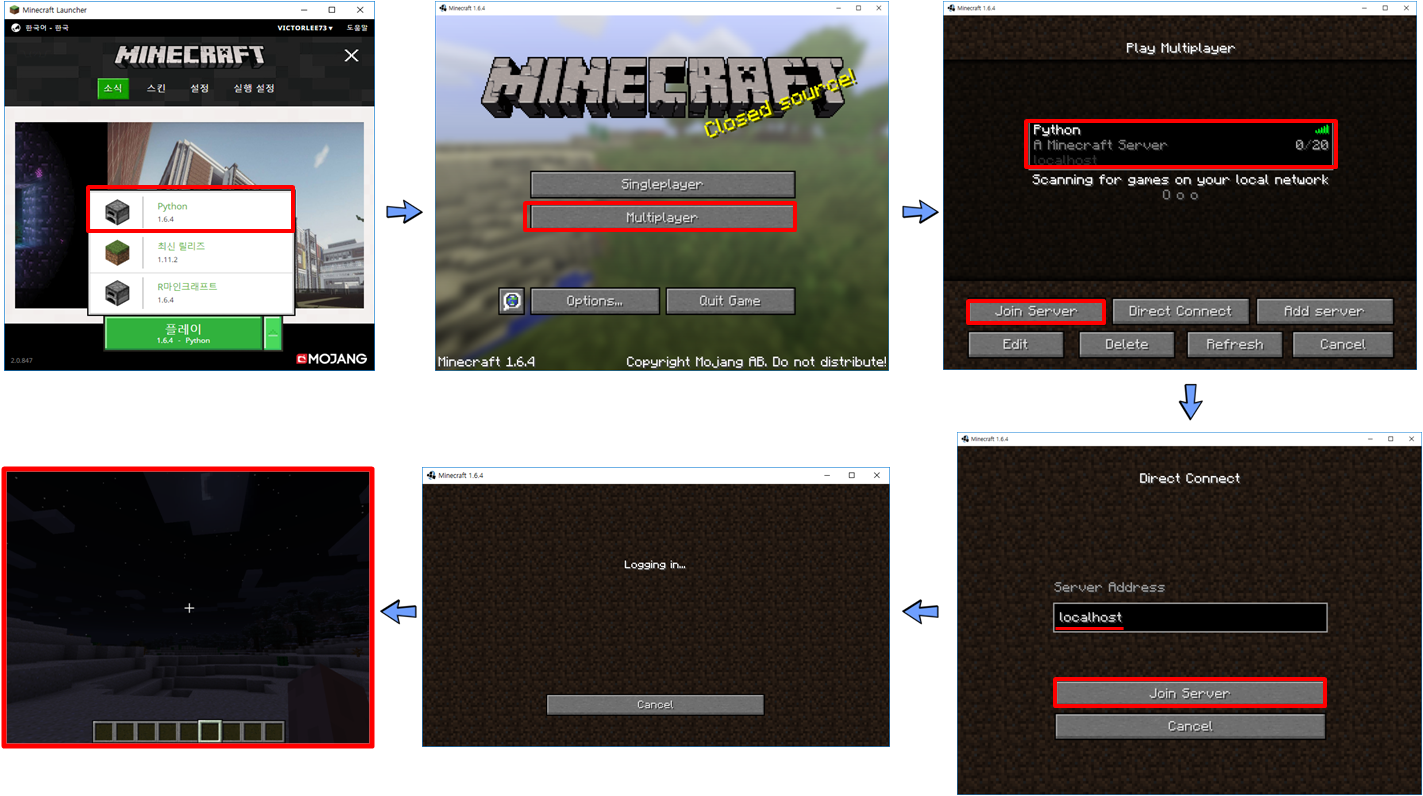 Minecraft Launcher
한국어 - 한국
VICTORLEE73
도움말
MINECRAFT
소식
스킨
설정
실행 설정
Python
1.6.4
최신 릴리즈
1.11.2
R마인크래프트
1.6.4
플레이
1.6.4 - Python
2.0.847
MOJANG
Minecraft 1.6.4
MINECRAFT
Closed source!
Singleplayer
Multiplayer
Options...
Quit Game
Minecraft 1.6.4
Copyright Mojang AB. Do not distribute!
Minecraft 1.6.4
Play Multiplayer
Python
A Minecraft Server
0/20
localhost
Scanning for games on your local network
O o o
Join Server
Direct Connect
Add server
Edit
Delete
Refresh
Cancel
Minecraft 1.6.4
Direct Connect
Server Address
localhost
Join Server
Cancel
Minecraft 1.6.4
Logging in...
Cancel